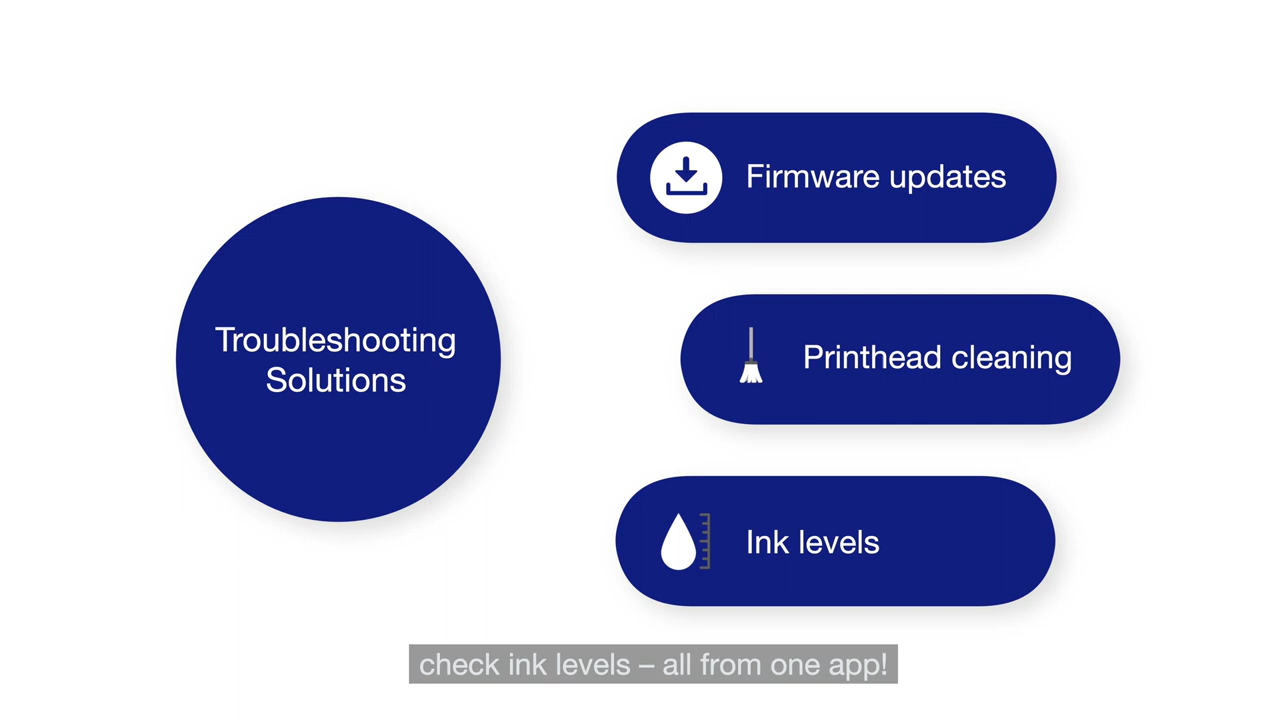 Troubleshooting
Solutions
Firmware updates
Printhead cleaning
Ink levels
check ink levels – all from one app!